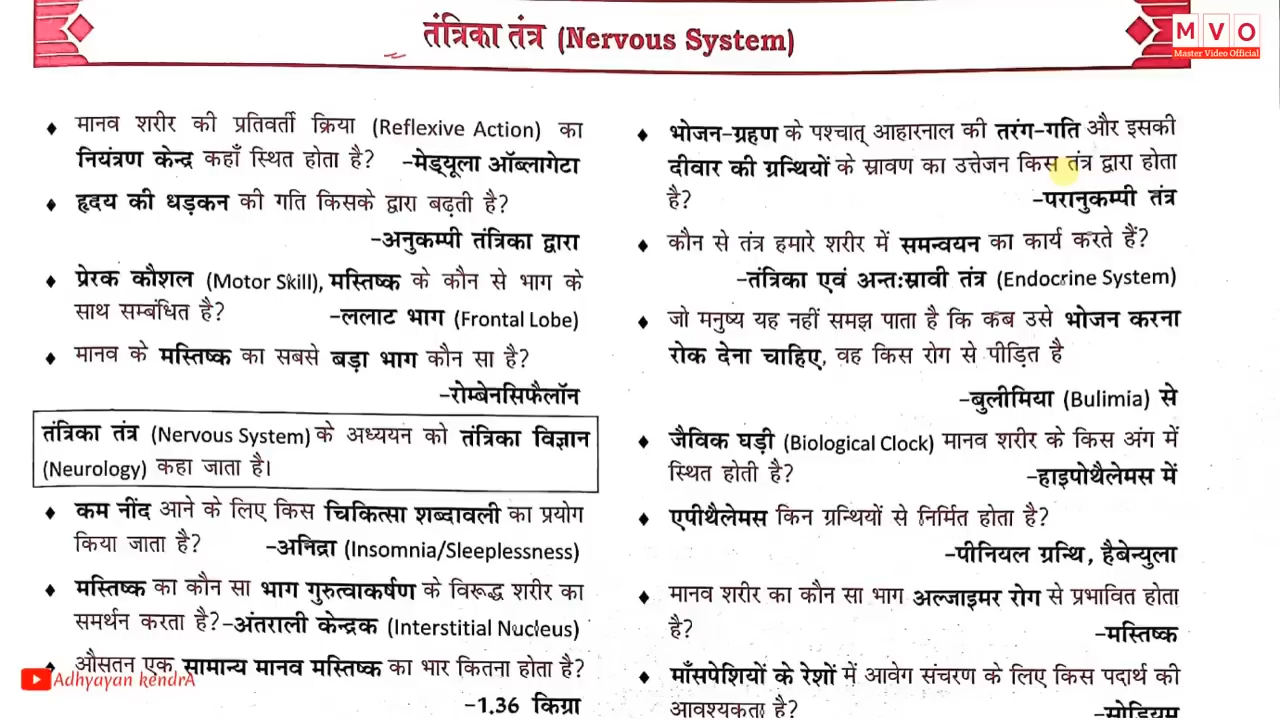 तंत्रिका तंत्र (Nervous System)
M V O
Master Video Official
♦ मानव शरीर की प्रतिवर्ती क्रिया (Reflexive Action) का
नियंत्रण केन्द्र कहाँ स्थित होता है? –मेड्यूला ऑब्लागेटा
♦ हृदय की धड़कन की गति किसके द्वारा बढ़ती है?
–अनुकम्पी तंत्रिका द्वारा
♦ प्रेरक कौशल (Motor Skill), मस्तिष्क के कौन से भाग के
साथ सम्बंधित है? –ललाट भाग (Frontal Lobe)
♦ मानव के मस्तिष्क का सबसे बड़ा भाग कौन सा है?
–रोम्बेनसिफैलॉन
तंत्रिका तंत्र (Nervous System) के अध्ययन को तंत्रिका विज्ञान
(Neurology) कहा जाता है।
♦ कम नींद आने के लिए किस चिकित्सा शब्दावली का प्रयोग
किया जाता है? –अनिद्रा (Insomnia/Sleeplessness)
♦ मस्तिष्क का कौन सा भाग गुरुत्वाकर्षण के विरूद्ध शरीर का
समर्थन करता है?–अंतराली केन्द्रक (Interstitial Nucleus)
♦ औसतन एक सामान्य मानव मस्तिष्क का भार कितना होता है?
–1.36 किग्रा
Adhyayan kendrA
♦ भोजन-ग्रहण के पश्चात् आहारनाल की तरंग-गति और इसकी
दीवार की ग्रन्थियों के स्रावण का उत्तेजन किस तंत्र द्वारा होता
है? –परानुकम्पी तंत्र
♦ कौन से तंत्र हमारे शरीर में समन्वयन का कार्य करते हैं?
–तंत्रिका एवं अन्तःस्रावी तंत्र (Endocrine System)
♦ जो मनुष्य यह नहीं समझ पाता है कि कब उसे भोजन करना
रोक देना चाहिए, वह किस रोग से पीड़ित है
–बुलीमिया (Bulimia) से
♦ जैविक घड़ी (Biological Clock) मानव शरीर के किस अंग में
स्थित होती है? –हाइपोथैलेमस में
♦ एपीथैलेमस किन ग्रन्थियों से निर्मित होता है?
–पीनियल ग्रन्थि, हैबेन्युला
♦ मानव शरीर का कौन सा भाग अल्जाइमर रोग से प्रभावित होता
है? –मस्तिष्क
♦ माँसपेशियों के रेशों में आवेग संचरण के लिए किस पदार्थ की
आवश्यकता है? –सोडियम